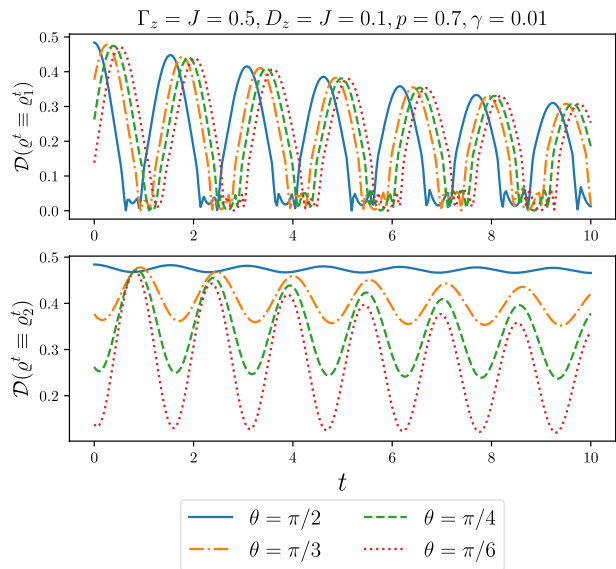 Γ_z = J = 0.5, D_z = J = 0.1, p = 0.7, γ = 0.01
0.5
0.4
0.3
0.2
0.1
0.0
𝒟(ϱ^t ≡ ϱ_1^t)
0 2 4 6 8 10
0.5
0.4
0.3
0.2
𝒟(ϱ^t ≡ ϱ_2^t)
0 2 4 6 8 10
t
θ = π/2 θ = π/4
θ = π/3 θ = π/6